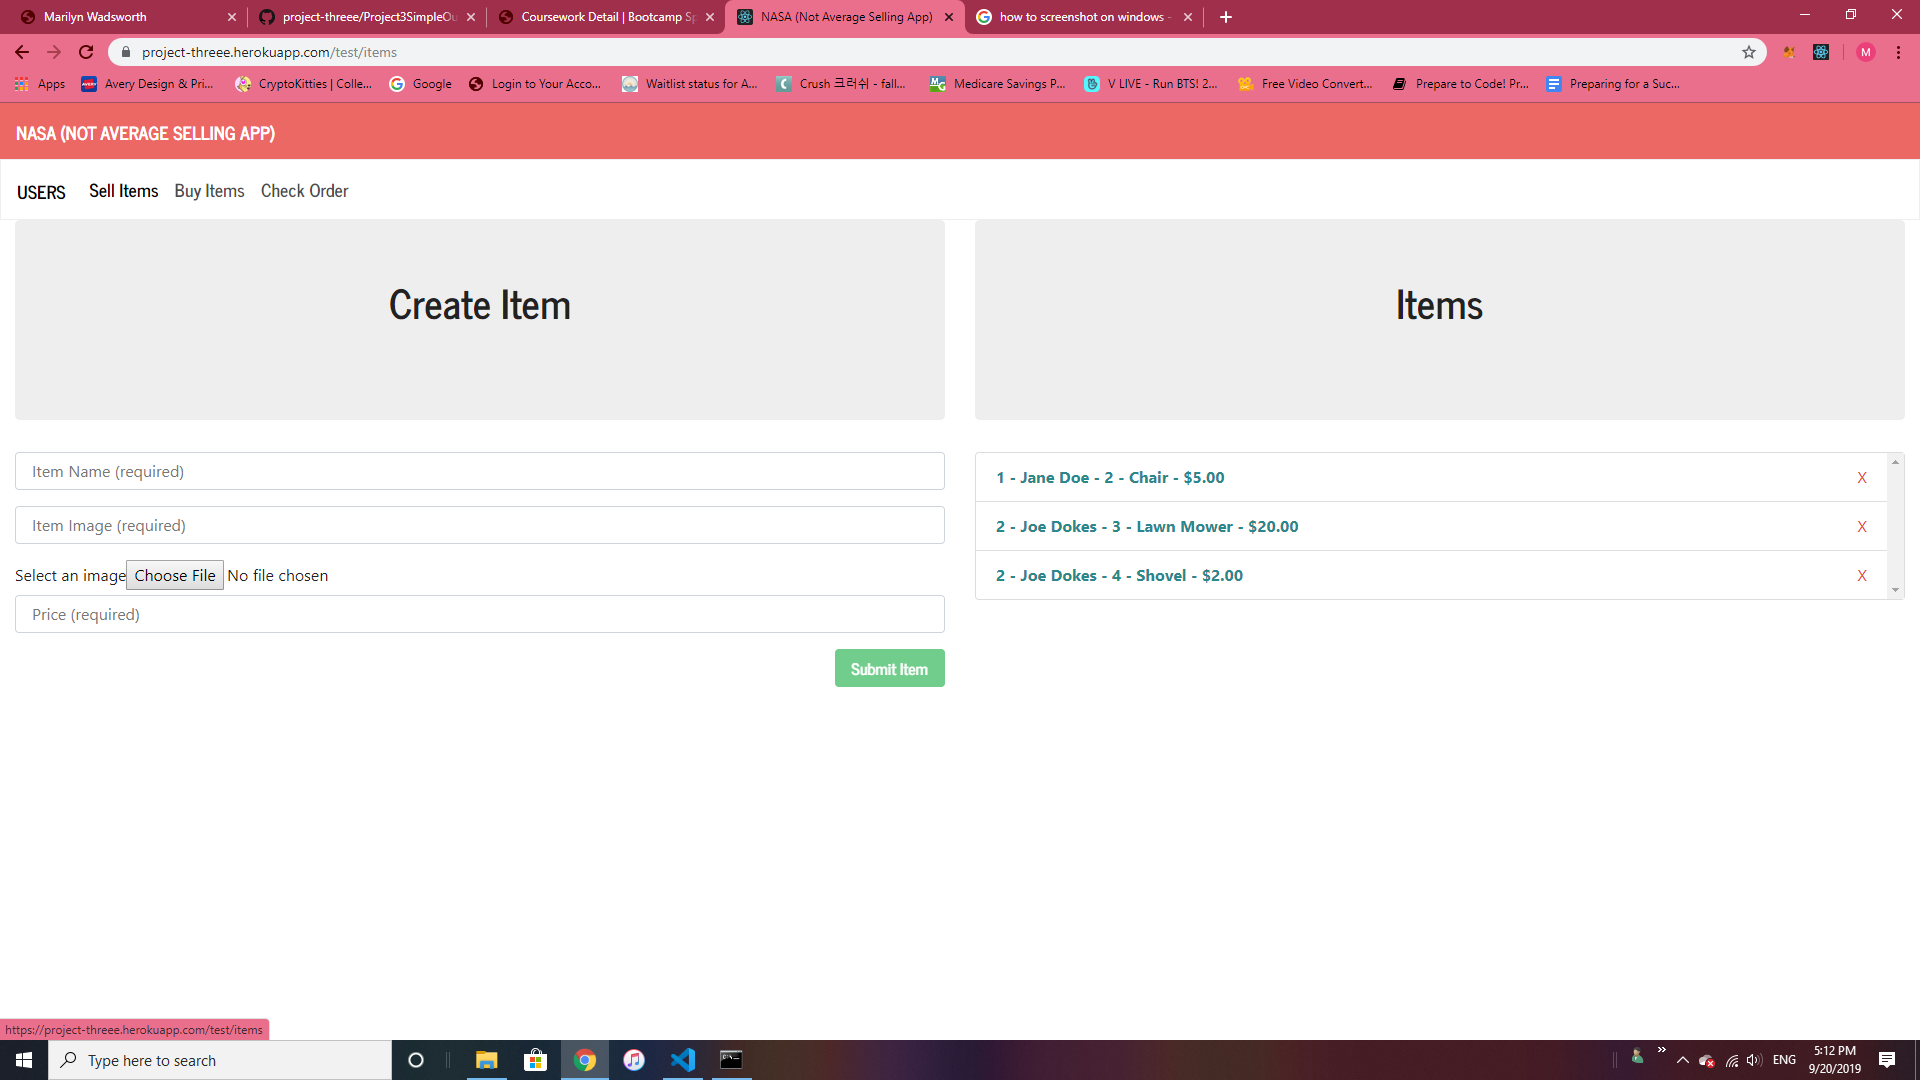 Marilyn Wadsworth
project-threee/Project3SimpleOu
Coursework Detail | Bootcamp Sp
NASA (Not Average Selling App)
how to screenshot on windows -
project-threee.herokuapp.com/test/items
M
Apps
Avery Design & Pri...
CryptoKitties | Colle...
Google
Login to Your Acco...
Waitlist status for A...
Crush 크러쉬 - fall...
Medicare Savings P...
V LIVE - Run BTS! 2...
Free Video Convert...
Prepare to Code! Pr...
Preparing for a Suc...
NASA (NOT AVERAGE SELLING APP)
USERS Sell Items Buy Items Check Order
Create Item
Items
Item Name (required)
Item Image (required)
Select an image Choose File No file chosen
Price (required)
Submit Item
1 - Jane Doe - 2 - Chair - $5.00 X
2 - Joe Dokes - 3 - Lawn Mower - $20.00 X
2 - Joe Dokes - 4 - Shovel - $2.00 X
https://project-threee.herokuapp.com/test/items
Type here to search
ENG
5:12 PM
9/20/2019